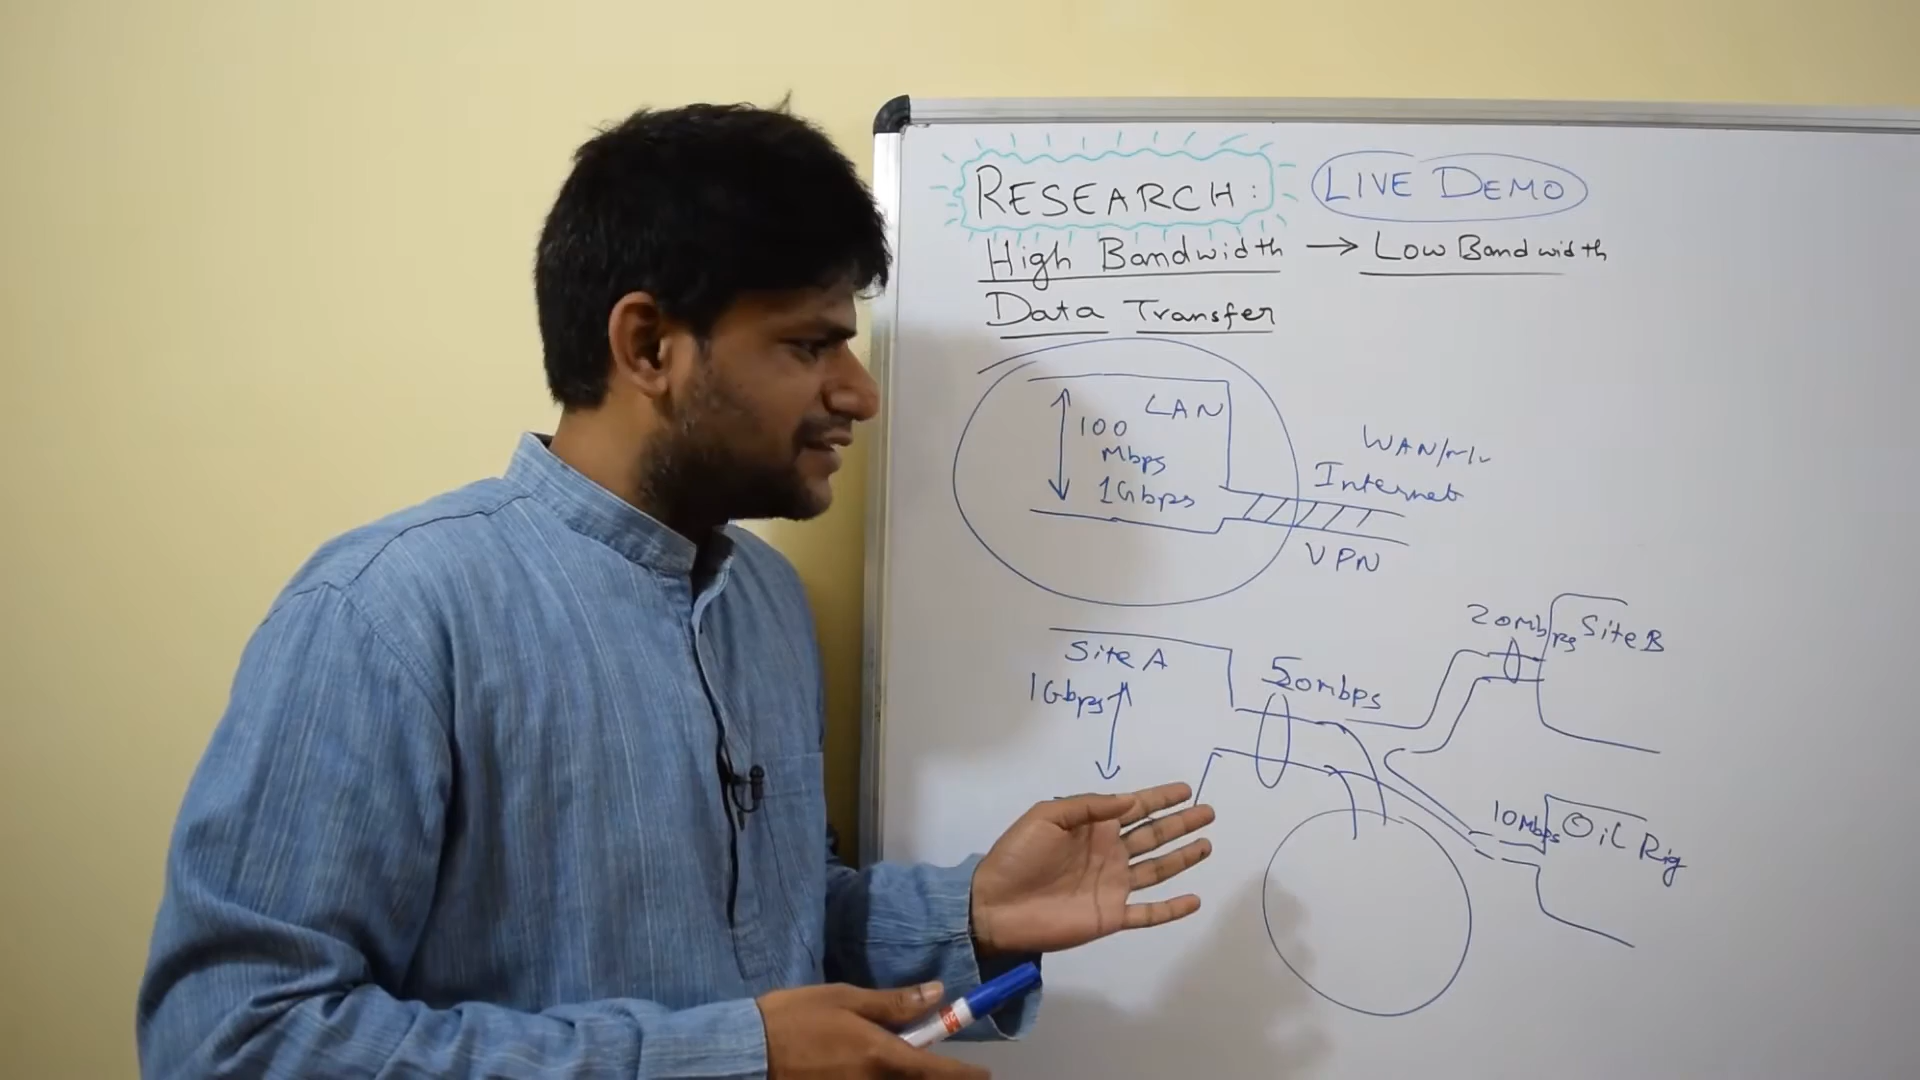 RESEARCH: LIVE DEMO
High Bandwidth → Low Bandwidth
Data Transfer
LAN
100
Mbps
1Gbps
WAN/
Internet
VPN
Site A
1Gbps
50mbps
20mbps Site B
10Mbps Oil Rig